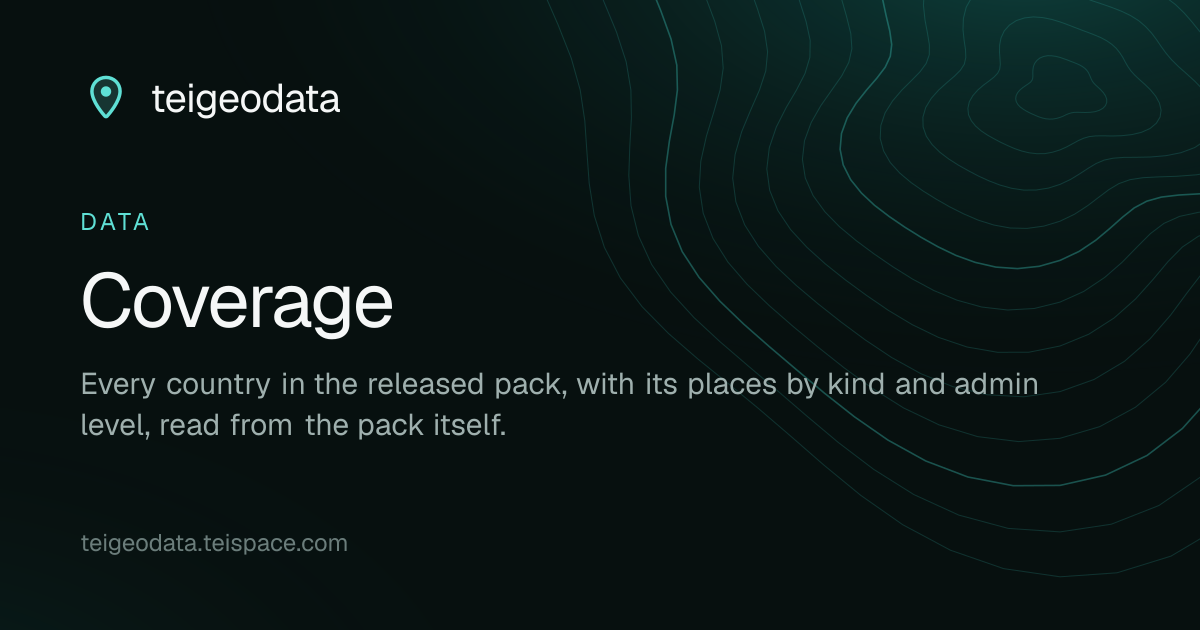 teigeodata
DATA
Coverage
Every country in the released pack, with its places by kind and admin
level, read from the pack itself.
teigeodata.teispace.com